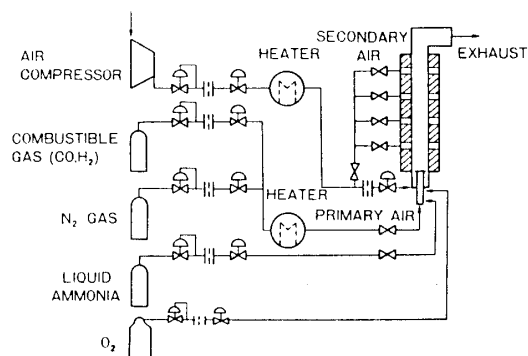 AIR
COMPRESSOR
HEATER
SECONDARY
AIR
EXHAUST
COMBUSTIBLE
GAS (CO,H₂)
N₂ GAS
HEATER
PRIMARY AIR
LIQUID
AMMONIA
O₂